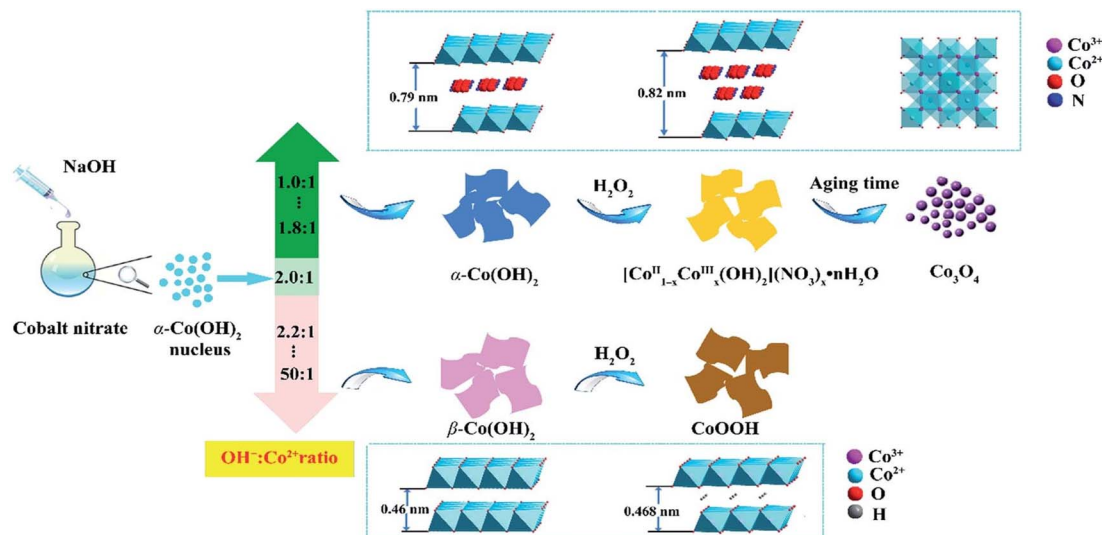 0.79 nm
0.82 nm
Co³⁺
Co²⁺
O
N
NaOH
1.0:1
⋮
1.8:1
H₂O₂
Aging time
α-Co(OH)₂
[Coᴵᴵ₁₋ₓCoᴵᴵᴵₓ(OH)₂](NO₃)ₓ•nH₂O
Co₃O₄
2.0:1
Cobalt nitrate
α-Co(OH)₂
nucleus
2.2:1
⋮
50:1
H₂O₂
β-Co(OH)₂
CoOOH
OH⁻:Co²⁺ratio
0.46 nm
0.468 nm
Co³⁺
Co²⁺
O
H